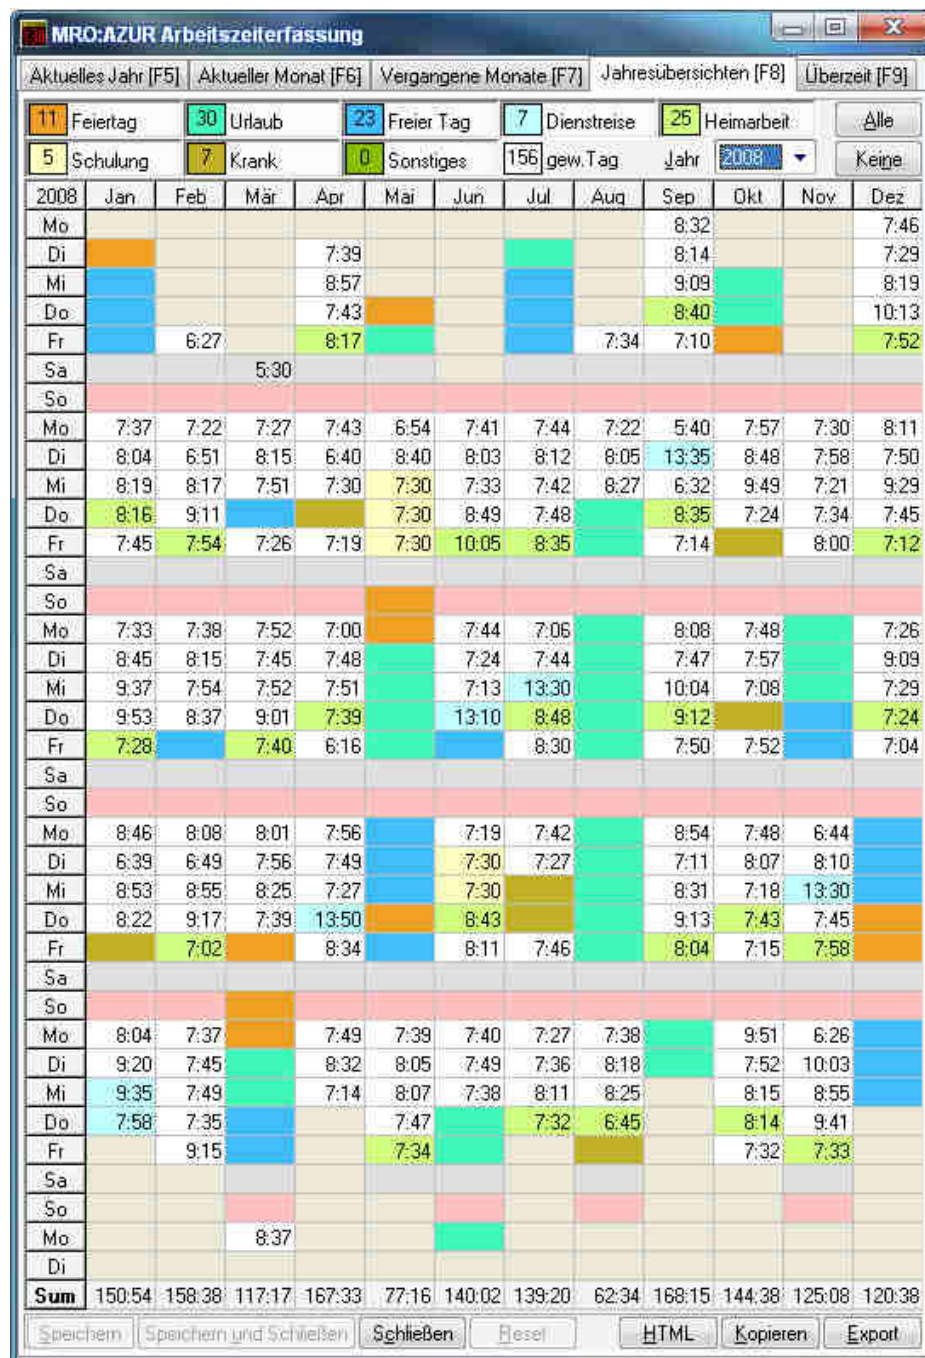 MRO:AZUR Arbeitszeiterfassung
Aktuelles Jahr [F5] Aktueller Monat [F6] Vergangene Monate [F7] Jahresübersichten [F8] Überzeit [F9]
11 Feiertag 30 Urlaub 23 Freier Tag 7 Dienstreise 25 Heimarbeit Alle
5 Schulung 7 Krank 0 Sonstiges 156 gew.Tag Jahr 2008 Keine
2008 Jan Feb Mär Apr Mai Jun Jul Aug Sep Okt Nov Dez
Mo 8:32 7:46
Di 7:39 8:14 7:29
Mi 8:57 9:09 8:19
Do 7:43 8:40 10:13
Fr 6:27 8:17 7:34 7:10 7:52
Sa 5:30
So
Mo 7:37 7:22 7:27 7:43 6:54 7:41 7:44 7:22 5:40 7:57 7:30 8:11
Di 8:04 6:51 8:15 6:40 8:40 8:03 8:12 8:05 13:35 8:48 7:58 7:50
Mi 8:19 8:17 7:51 7:30 7:30 7:33 7:42 8:27 6:32 9:49 7:21 9:29
Do 8:16 9:11 7:30 8:49 7:48 8:35 7:24 7:34 7:45
Fr 7:45 7:54 7:26 7:19 7:30 10:05 8:35 7:14 8:00 7:12
Sa
So
Mo 7:33 7:38 7:52 7:00 7:44 7:06 8:08 7:48 7:26
Di 8:45 8:15 7:45 7:48 7:24 7:44 7:47 7:57 9:09
Mi 9:37 7:54 7:52 7:51 7:13 13:30 10:04 7:08 7:29
Do 9:53 8:37 9:01 7:39 13:10 8:48 9:12 7:24
Fr 7:28 7:40 6:16 8:30 7:50 7:52 7:04
Sa
So
Mo 8:46 8:08 8:01 7:56 7:19 7:42 8:54 7:48 6:44
Di 6:39 6:49 7:56 7:49 7:30 7:27 7:11 8:07 8:10
Mi 8:53 8:55 8:25 7:27 7:30 8:31 7:18 13:30
Do 8:22 9:17 7:39 13:50 8:43 9:13 7:43 7:45
Fr 7:02 8:34 8:11 7:46 8:04 7:15 7:58
Sa
So
Mo 8:04 7:37 7:49 7:39 7:40 7:27 7:38 9:51 6:26
Di 9:20 7:45 8:32 8:05 7:49 7:36 8:18 7:52 10:03
Mi 9:35 7:49 7:14 8:07 7:38 8:11 8:25 8:15 8:55
Do 7:58 7:35 7:47 7:32 6:45 8:14 9:41
Fr 9:15 7:34 7:32 7:33
Sa
So
Mo 8:37
Di
Sum 150:54 158:38 117:17 167:33 77:16 140:02 139:20 62:34 168:15 144:38 125:08 120:38
Speichern Speichern und Schließen Schließen Reset HTML Kopieren Export